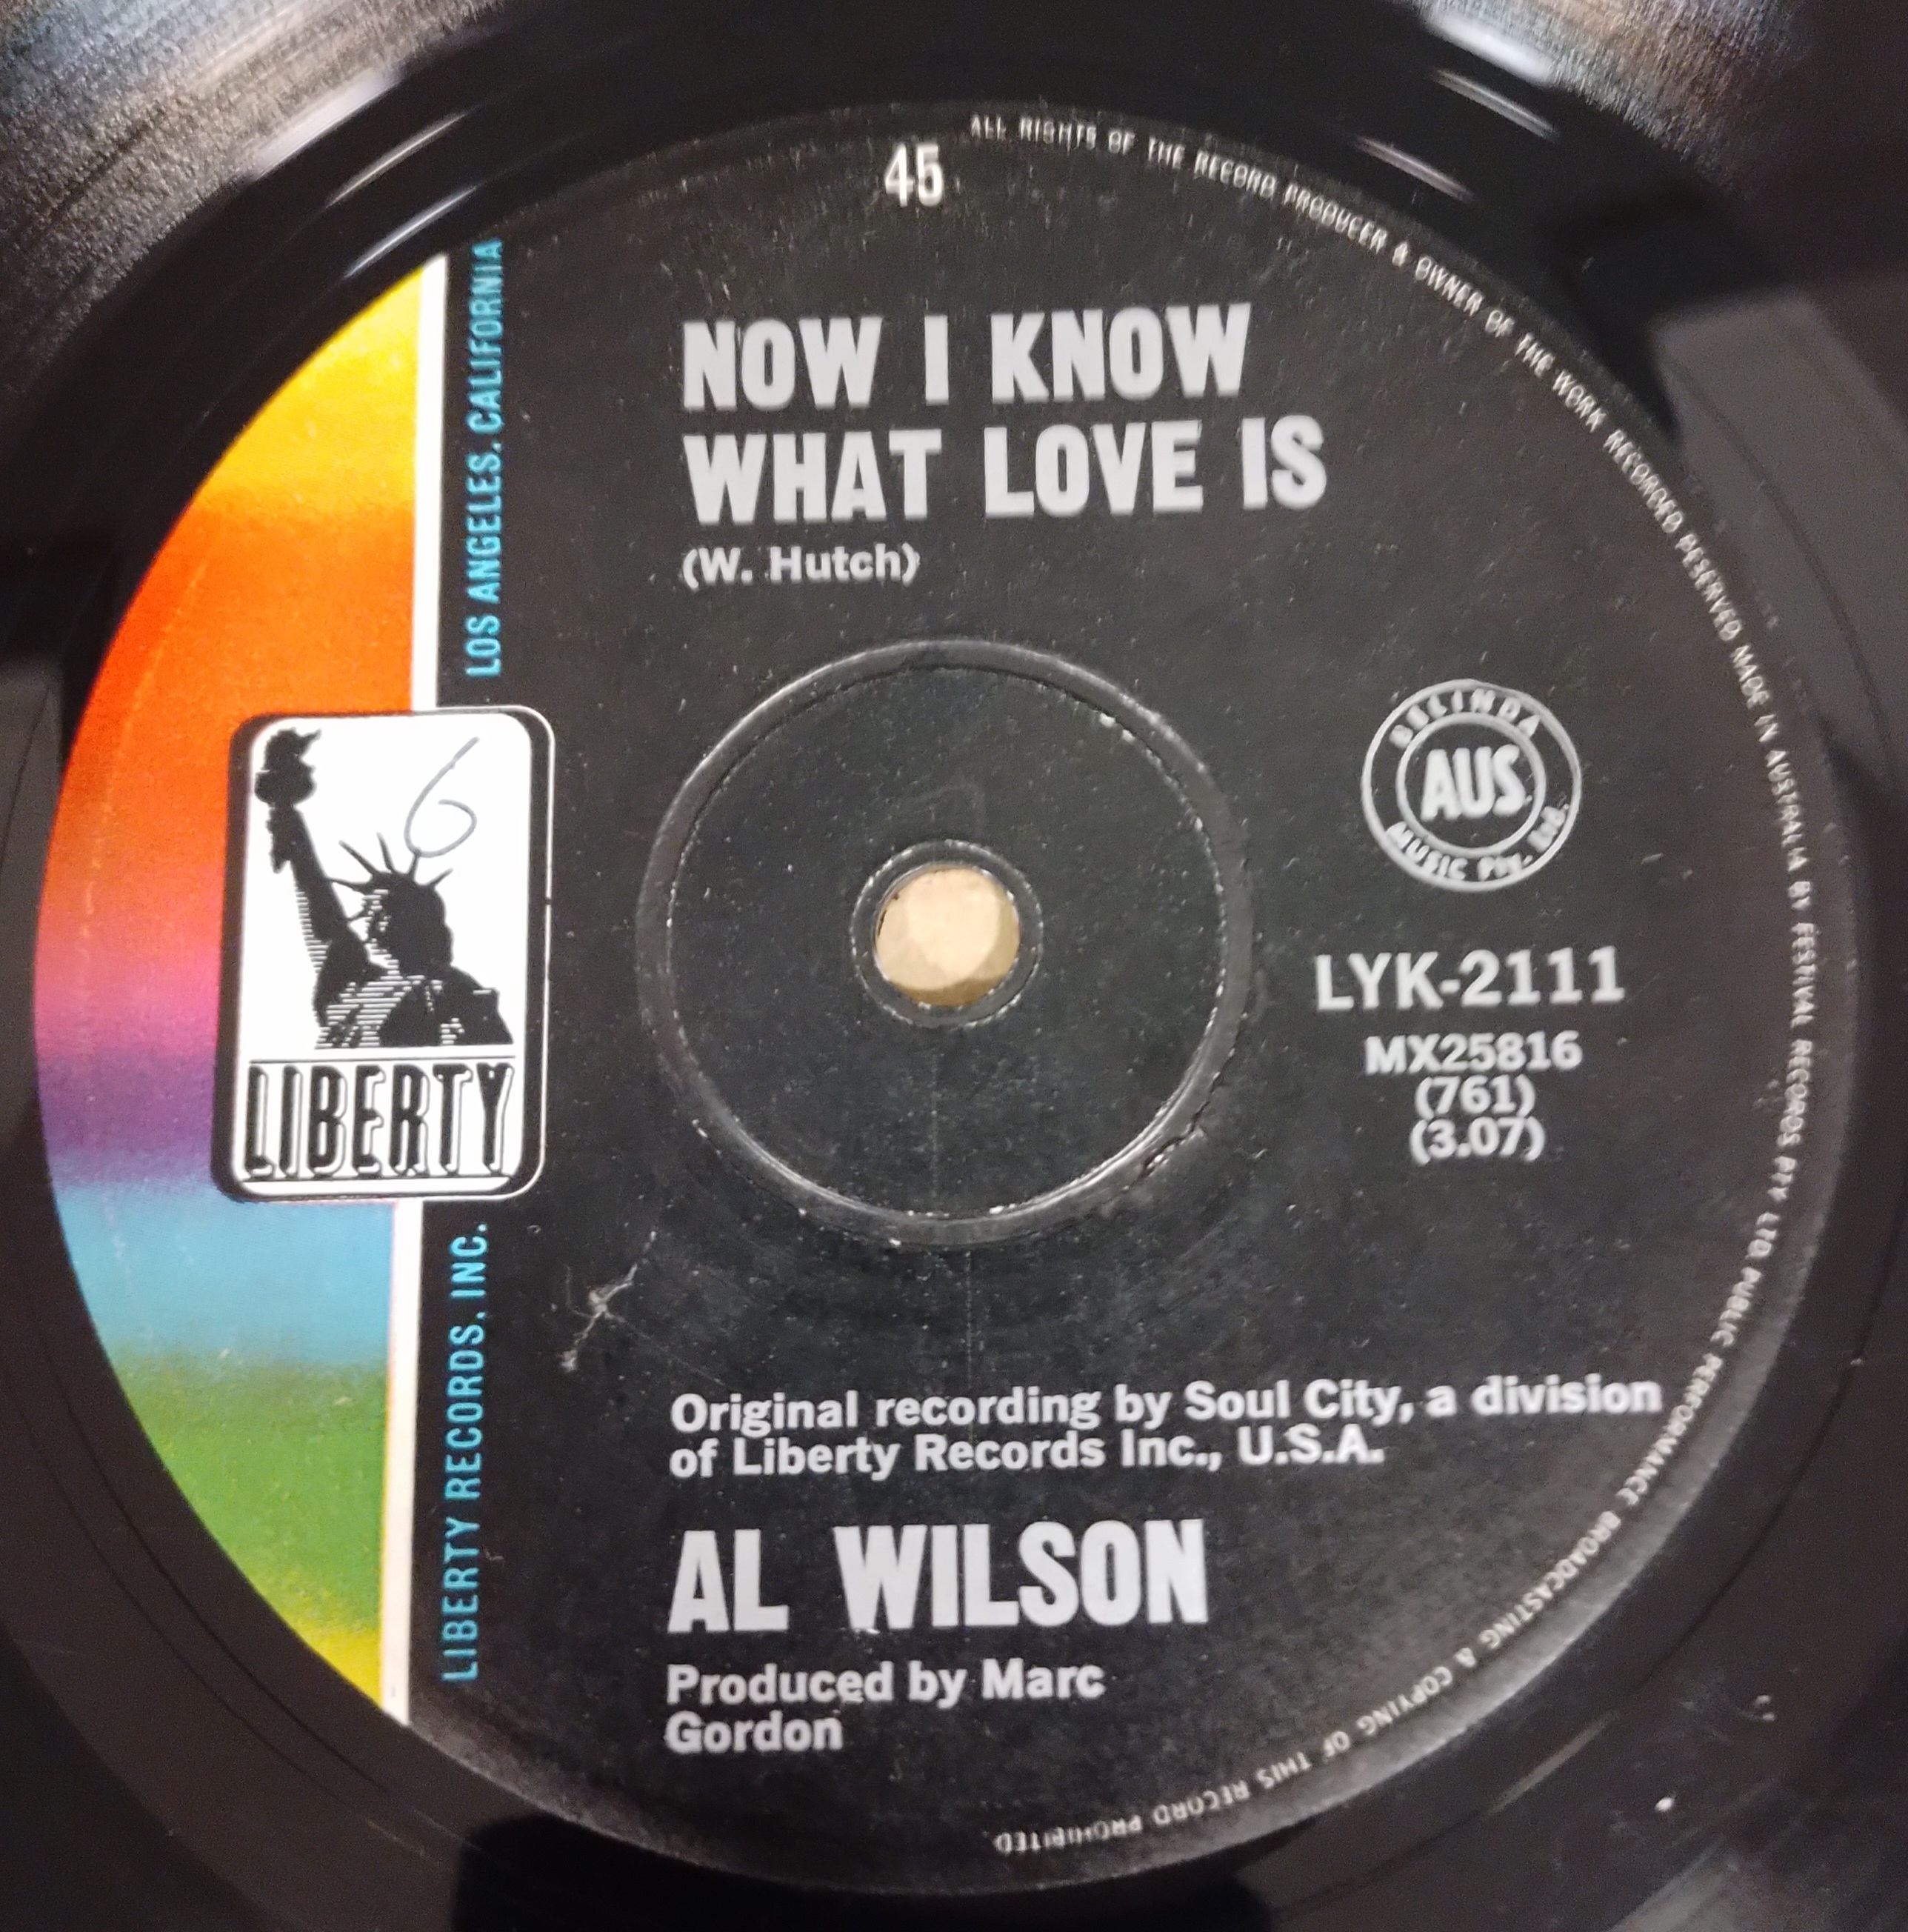 45
ALL RIGHTS OF THE RECORD PRODUCER & OWNER OF THE WORK RECORDED RESERVED MADE IN AUSTRALIA BY FESTIVAL RECORDS PTY LTD PUBLIC PERFORMANCE BROADCASTING & COPYING OF THIS RECORD PROHIBITED
NOW I KNOW
WHAT LOVE IS
(W. Hutch)
LIBERTY RECORDS, INC. LOS ANGELES, CALIFORNIA
6
LIBERTY
BELINDA
AUS.
MUSIC Pty. Ltd.
LYK-2111
MX25816
(761)
(3.07)
Original recording by Soul City, a division
of Liberty Records Inc., U.S.A.
AL WILSON
Produced by Marc
Gordon